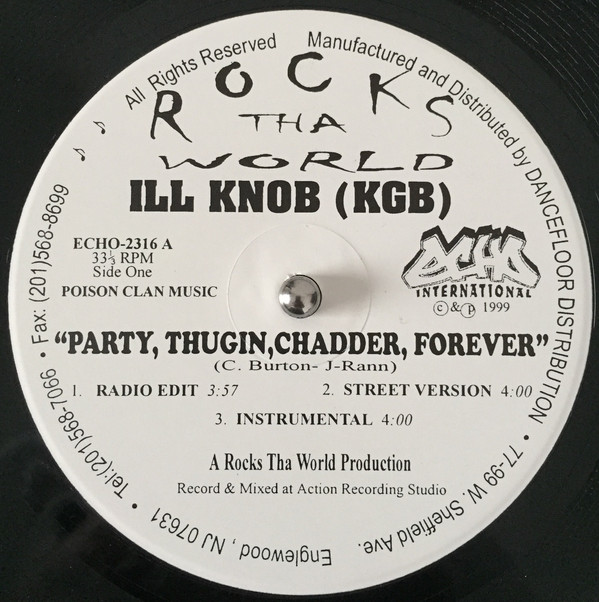 All Rights Reserved Manufactured and Distributed by DANCEFLOOR DISTRIBUTION • 77-99 W. Sheffield Ave. Englewood, NJ 07631 • Tel:(201)568-7066 • Fax: (201)568-8699
ROCKS
THA
WORLD
ILL KNOB (KGB)
ECHO-2316 A
33⅓ RPM
Side One
POISON CLAN MUSIC
ECHO
INTERNATIONAL
©&℗ 1999
“PARTY, THUGIN,CHADDER, FOREVER”
(C. Burton- J-Rann)
1. RADIO EDIT 3:57 2. STREET VERSION 4:00
3. INSTRUMENTAL 4:00
A Rocks Tha World Production
Record & Mixed at Action Recording Studio